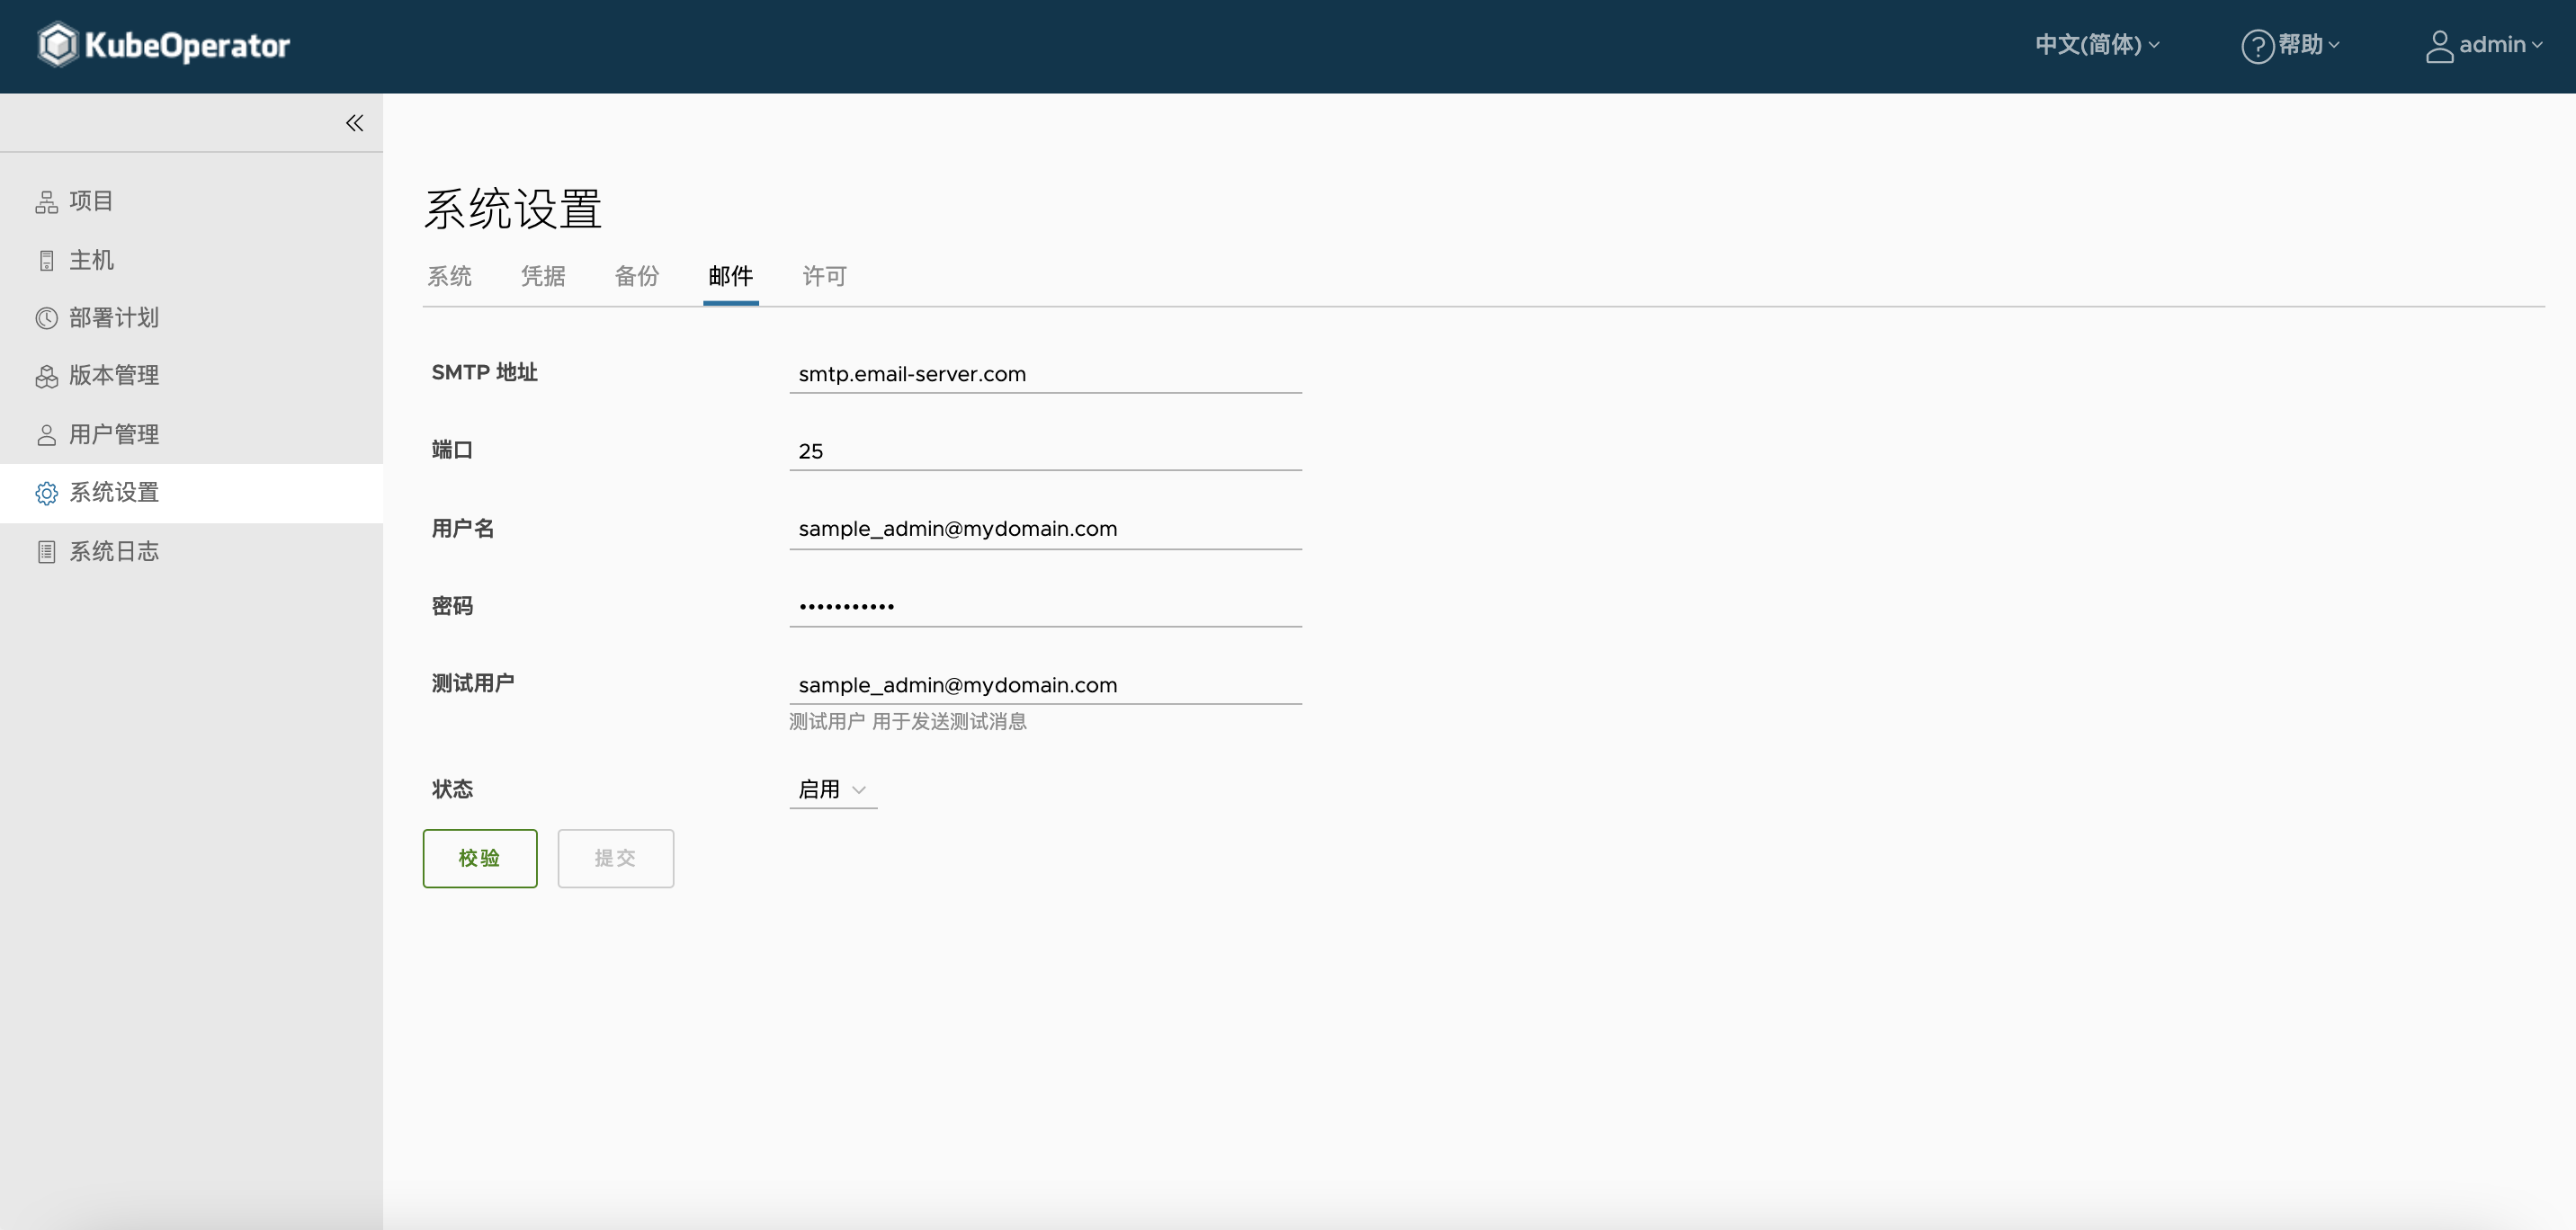 KubeOperator
中文(简体)
帮助
admin
项目
主机
部署计划
版本管理
用户管理
系统设置
系统日志
系统设置
系统 凭据 备份 邮件 许可
SMTP 地址 smtp.email-server.com
端口 25
用户名 sample_admin@mydomain.com
密码 •••••••••••
测试用户 sample_admin@mydomain.com
测试用户 用于发送测试消息
状态 启用
校验 提交